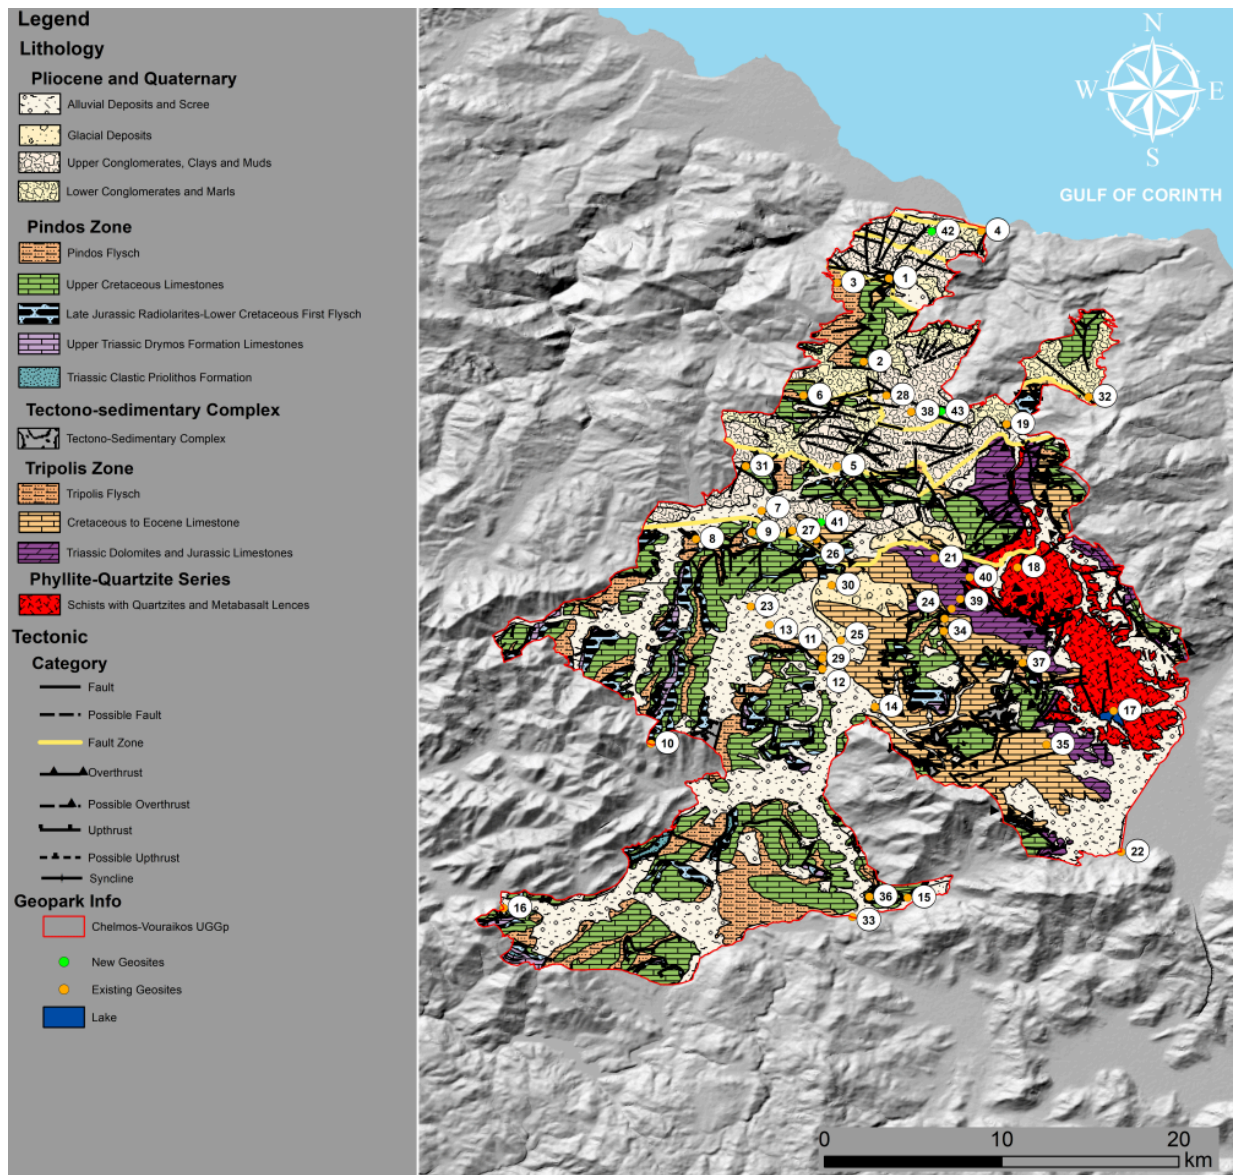 Legend
Lithology
Pliocene and Quaternary
Alluvial Deposits and Scree
Glacial Deposits
Upper Conglomerates, Clays and Muds
Lower Conglomerates and Marls
Pindos Zone
Pindos Flysch
Upper Cretaceous Limestones
Late Jurassic Radiolarites-Lower Cretaceous First Flysch
Upper Triassic Drymos Formation Limestones
Triassic Clastic Priolithos Formation
Tectono-sedimentary Complex
Tectono-Sedimentary Complex
Tripolis Zone
Tripolis Flysch
Cretaceous to Eocene Limestone
Triassic Dolomites and Jurassic Limestones
Phyllite-Quartzite Series
Schists with Quartzites and Metabasalt Lences
Tectonic
Category
Fault
Possible Fault
Fault Zone
Overthrust
Possible Overthrust
Upthrust
Possible Upthrust
Syncline
Geopark Info
Chelmos-Vouraikos UGGp
New Geosites
Existing Geosites
Lake
N
W E
S
GULF OF CORINTH
42 4
1
3
2
6 28 32
38 43
19
31 5
7
27 41
8 9
26 21 18
40
30
24 39
23
13 34
11 25
29 37
12
14 17
10 35
22
36 15
16
33
0 10 20
km